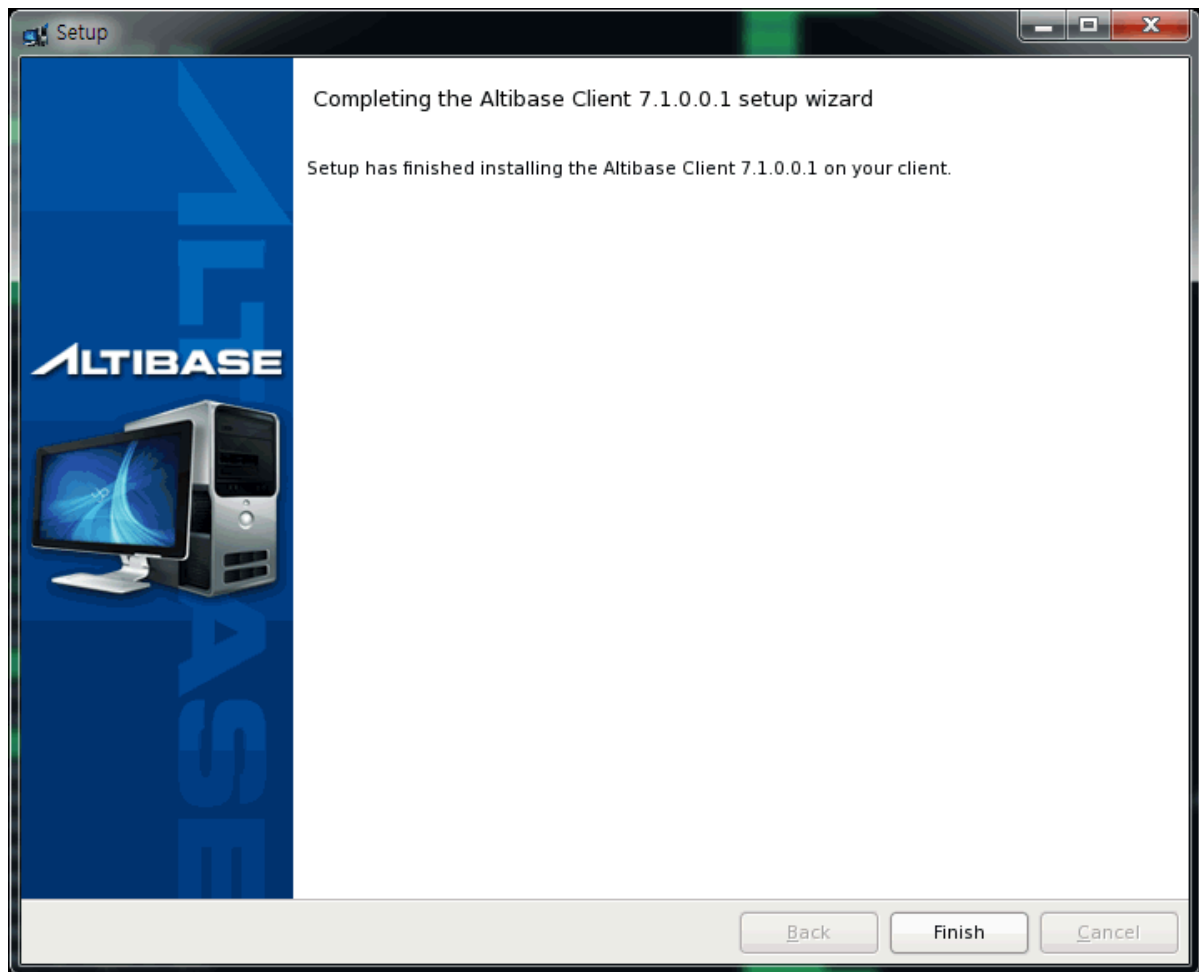 Setup
Completing the Altibase Client 7.1.0.0.1 setup wizard
Setup has finished installing the Altibase Client 7.1.0.0.1 on your client.
ALTIBASE
ALTIBASE
Back
Finish
Cancel